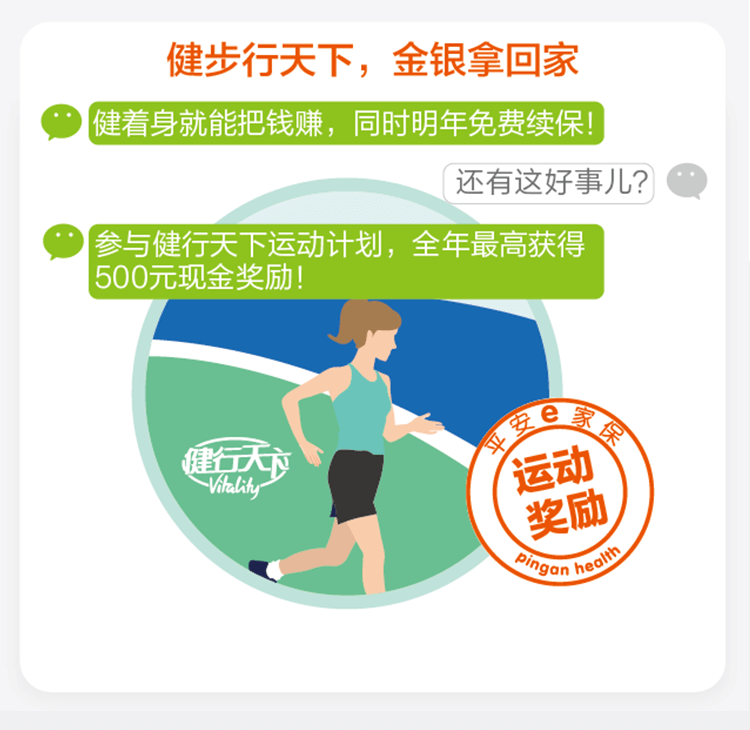 健步行天下，金银拿回家
健着身就能把钱赚，同时明年免费续保！
还有这好事儿？
参与健行天下运动计划，全年最高获得
500元现金奖励！
健行天下
Vitality
平安e家保
运动
奖励
pingan health